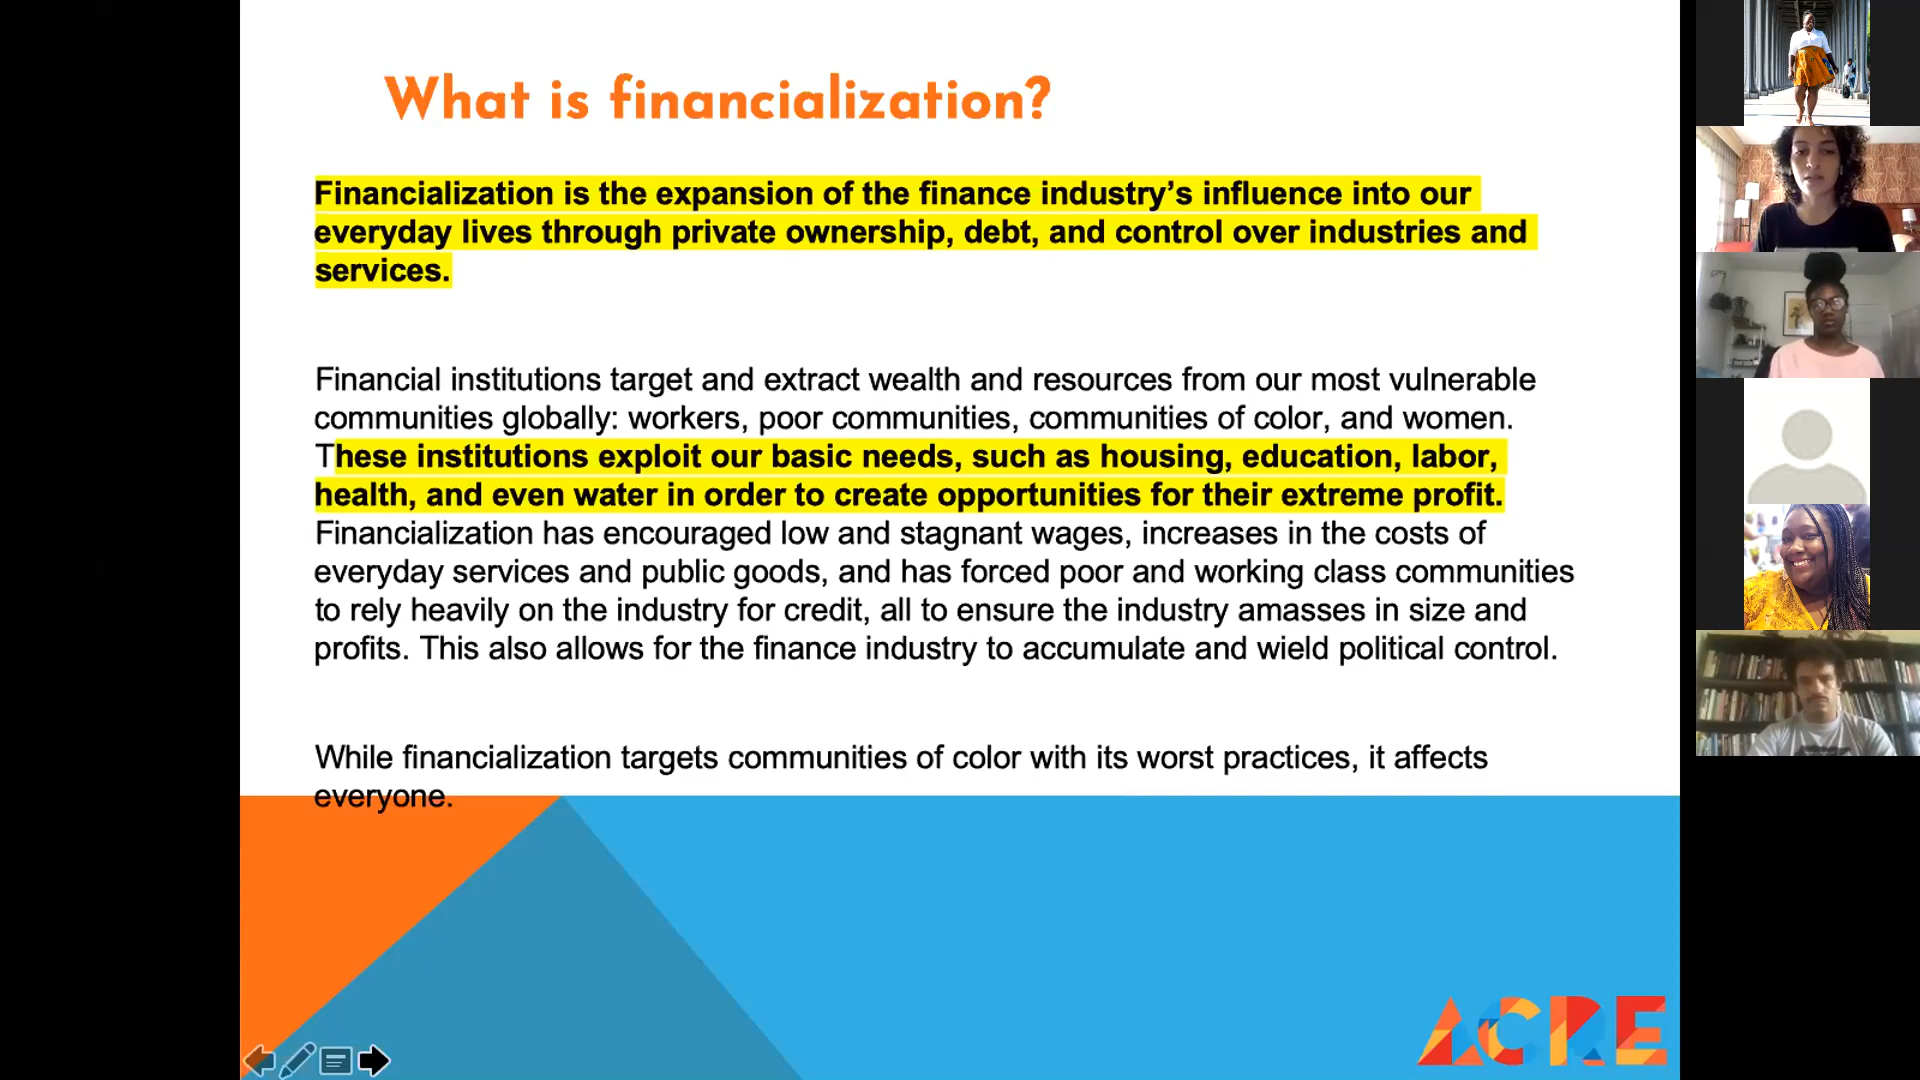 What is financialization?
Financialization is the expansion of the finance industry’s influence into our
everyday lives through private ownership, debt, and control over industries and
services.
Financial institutions target and extract wealth and resources from our most vulnerable
communities globally: workers, poor communities, communities of color, and women.
These institutions exploit our basic needs, such as housing, education, labor,
health, and even water in order to create opportunities for their extreme profit.
Financialization has encouraged low and stagnant wages, increases in the costs of
everyday services and public goods, and has forced poor and working class communities
to rely heavily on the industry for credit, all to ensure the industry amasses in size and
profits. This also allows for the finance industry to accumulate and wield political control.
While financialization targets communities of color with its worst practices, it affects
everyone.
ACRE